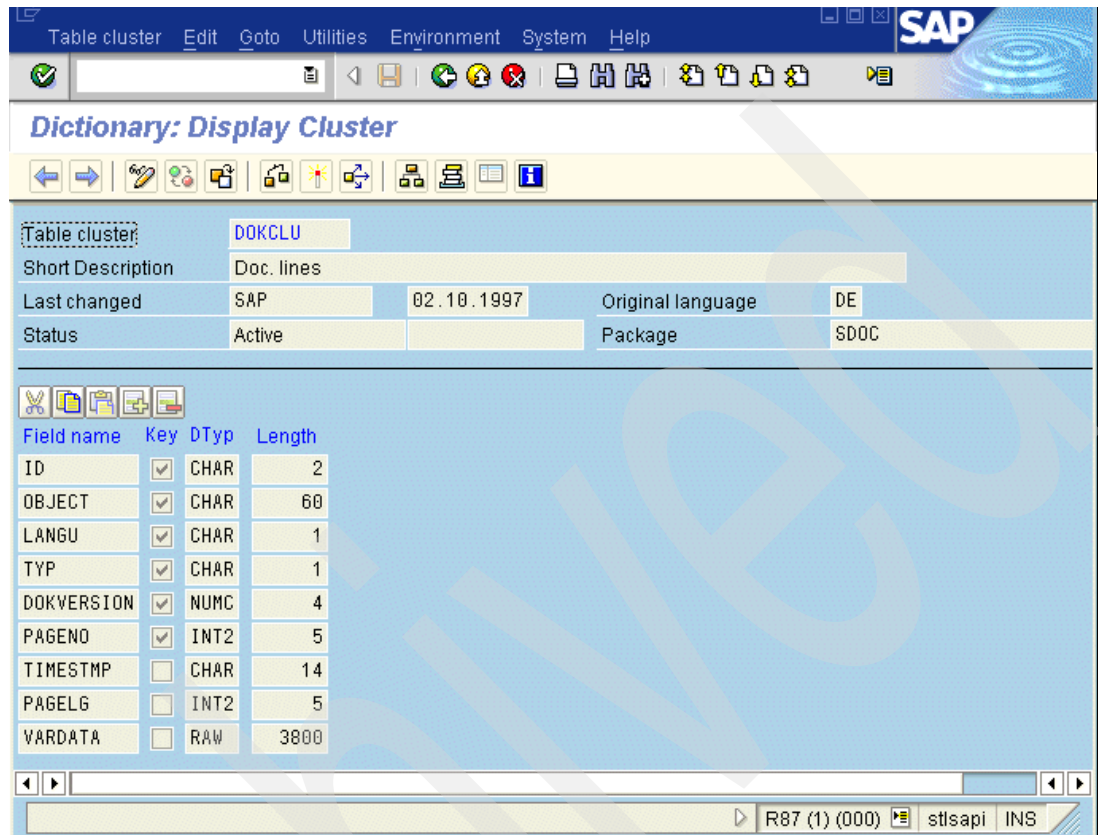 Table cluster Edit Goto Utilities Environment System Help
SAP
Dictionary: Display Cluster
Table cluster DOKCLU
Short Description Doc. lines
Last changed SAP 02.10.1997 Original language DE
Status Active Package SDOC
Field name Key DTyp Length
ID CHAR 2
OBJECT CHAR 60
LANGU CHAR 1
TYP CHAR 1
DOKVERSION NUMC 4
PAGENO INT2 5
TIMESTMP CHAR 14
PAGELG INT2 5
VARDATA RAW 3800
R87 (1) (000) stlsapi INS